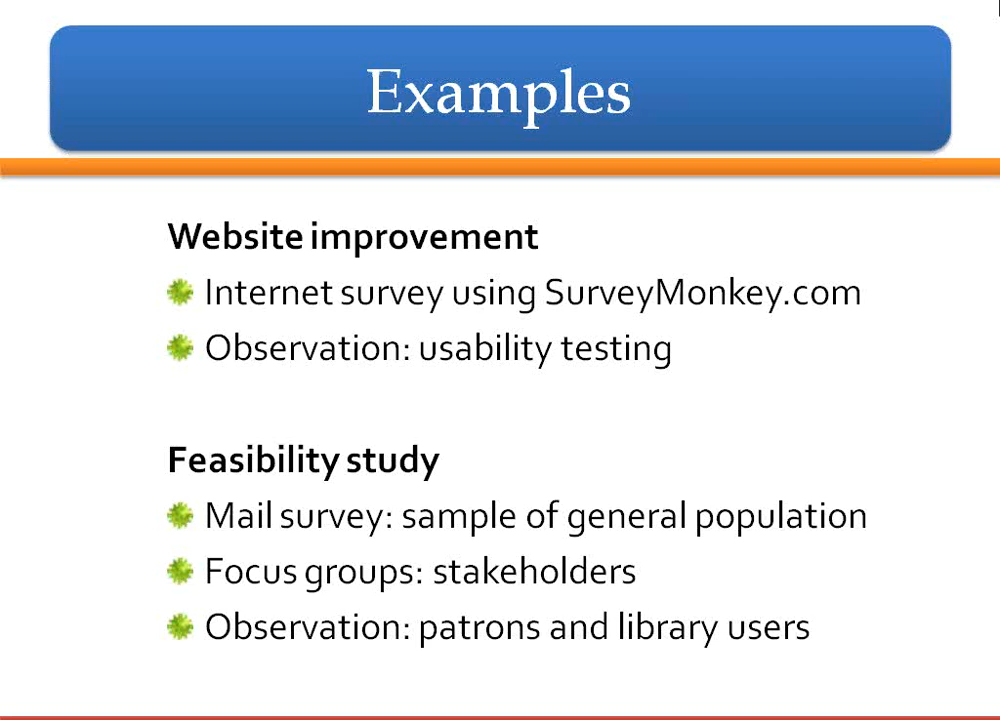 Examples
Website improvement
Internet survey using SurveyMonkey.com
Observation: usability testing
Feasibility study
Mail survey: sample of general population
Focus groups: stakeholders
Observation: patrons and library users